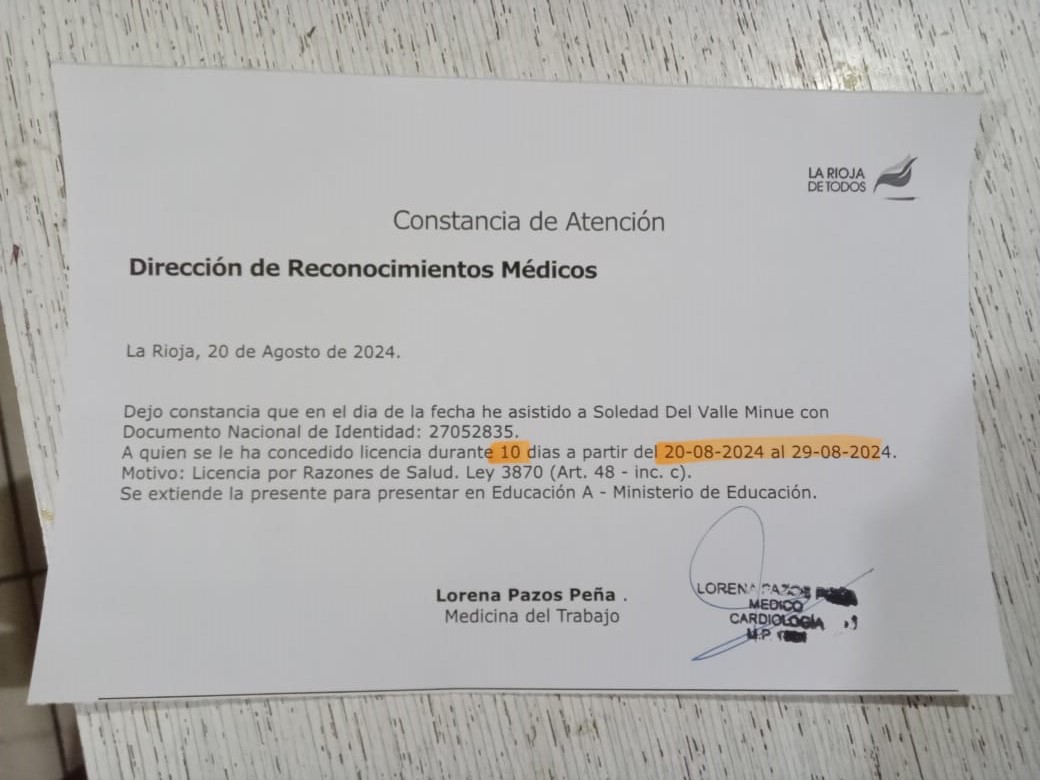 LA RIOJA
DE TODOS
Constancia de Atención
Dirección de Reconocimientos Médicos
La Rioja, 20 de Agosto de 2024.
Dejo constancia que en el dia de la fecha he asistido a Soledad Del Valle Minue con
Documento Nacional de Identidad: 27052835.
A quien se le ha concedido licencia durante 10 dias a partir del 20-08-2024 al 29-08-2024.
Motivo: Licencia por Razones de Salud. Ley 3870 (Art. 48 - inc. c).
Se extiende la presente para presentar en Educación A - Ministerio de Educación.
Lorena Pazos Peña .
Medicina del Trabajo
LORENA PAZOS
MEDICO
CARDIOLOGÍA
M.P.